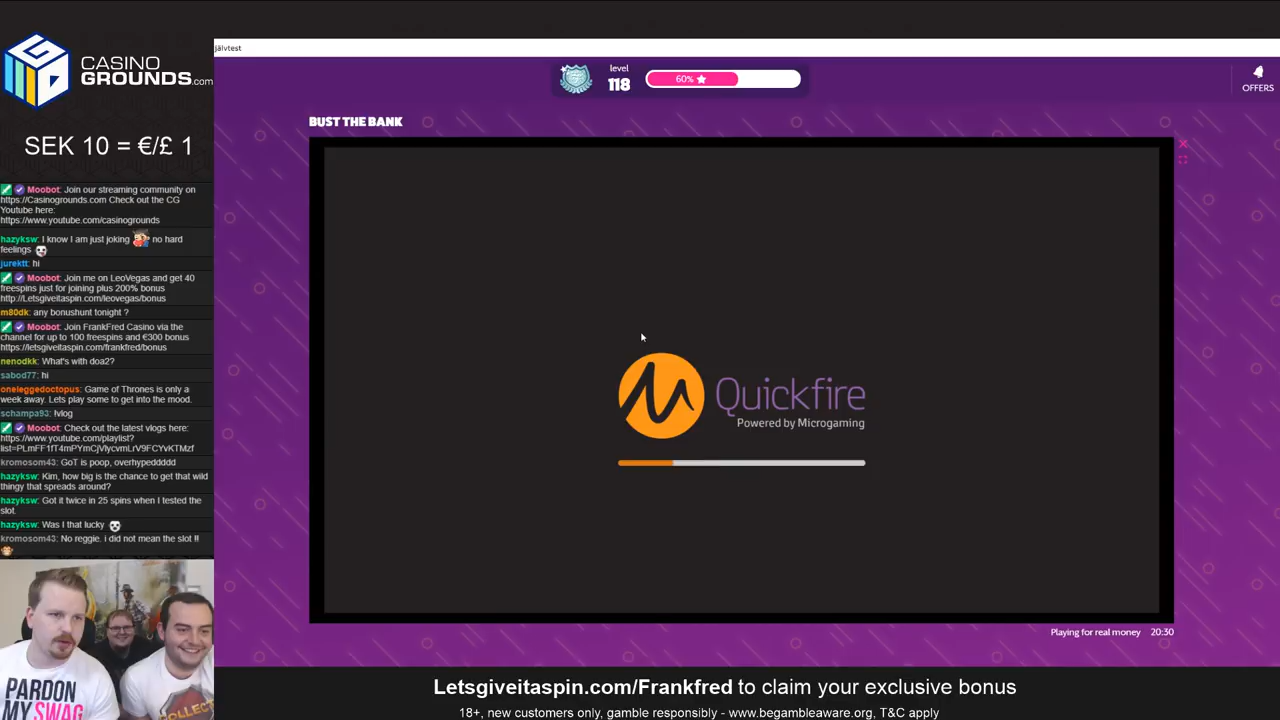 CASINO
GROUNDS.com
SEK 10 = €/£ 1
Moobot: Join our streaming community on
https://Casinogrounds.com Check out the CG
Youtube here:
https://www.youtube.com/casinogrounds
hazyksw: I know I am just joking no hard
feelings
jurektt: hi
Moobot: Join me on LeoVegas and get 40
freespins just for joining plus 200% bonus
http://Letsgiveitaspin.com/leovegas/bonus
m80dk: any bonushunt tonight ?
Moobot: Join FrankFred Casino via the
channel for up to 100 freespins and €300 bonus
https://letsgiveitaspin.com/frankfred/bonus
nenodkk: What's with doa2?
sabod77: hi
oneleggedoctopus: Game of Thrones is only a
week away. Lets play some to get into the mood.
schampa93: !vlog
Moobot: Check out the latest vlogs here:
https://www.youtube.com/playlist?
kromosom43: GoT is poop, overhypeddddd
hazyksw: Kim, how big is the chance to get that wild
thingy that spreads around?
hazyksw: Got it twice in 25 spins when I tested the
slot.
hazyksw: Was I that lucky
kromosom43: No reggie. i did not mean the slot !!
PARDON
MY SWAG
COLLECT
jälvtest
level
118
60%
OFFERS
BUST THE BANK
Quickfire
Powered by Microgaming
Playing for real money 20:30
Letsgiveitaspin.com/Frankfred to claim your exclusive bonus
18+, new customers only, gamble responsibly - www.begambleaware.org, T&C apply